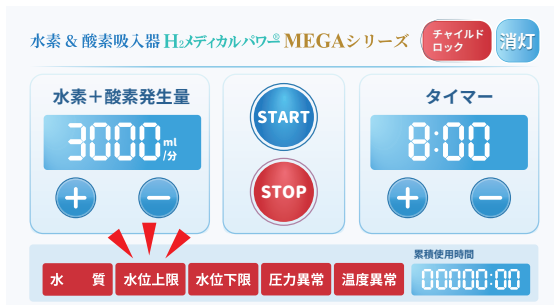 水素 & 酸素吸入器 H₂メディカルパワー® MEGAシリーズ
チャイルド
ロック
消灯
水素＋酸素発生量
3000 ml
/分
＋ －
START
STOP
タイマー
8:00
＋ －
累積使用時間
水 質 水位上限 水位下限 圧力異常 温度異常
00000:00